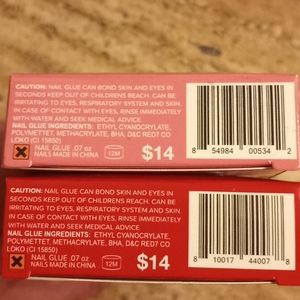 CAUTION: NAIL GLUE CAN BOND SKIN AND EYES IN
SECONDS KEEP OUT OF CHILDRENS REACH. CAN BE
IRRITATING TO EYES, RESPIRATORY SYSTEM AND SKIN.
IN CASE OF CONTACT WITH EYES, RINSE IMMEDIATELY
WITH WATER AND SEEK MEDICAL ADVICE
NAIL GLUE INGREDIENTS: ETHYL CYANOCRYLATE,
POLYMETTET, METHACRYLATE, BHA, D&C RED7 CO
LOKO (CI 15850)
NAIL GLUE .07 oz
NAILS MADE IN CHINA
12M
$14
8 54984 00534 2
CAUTION: NAIL GLUE CAN BOND SKIN AND EYES IN
SECONDS KEEP OUT OF CHILDRENS REACH. CAN BE
IRRITATING TO EYES, RESPIRATORY SYSTEM AND SKIN.
IN CASE OF CONTACT WITH EYES, RINSE IMMEDIATELY
WITH WATER AND SEEK MEDICAL ADVICE
NAIL GLUE INGREDIENTS: ETHYL, CYANOCRYLATE,
POLYMETTET, METHACRYLATE, BHA, D&C RED7 CO
LOKO (CI 15850)
NAIL GLUE .07 oz
NAILS MADE IN CHINA
12M
$14
8 10017 44007 8